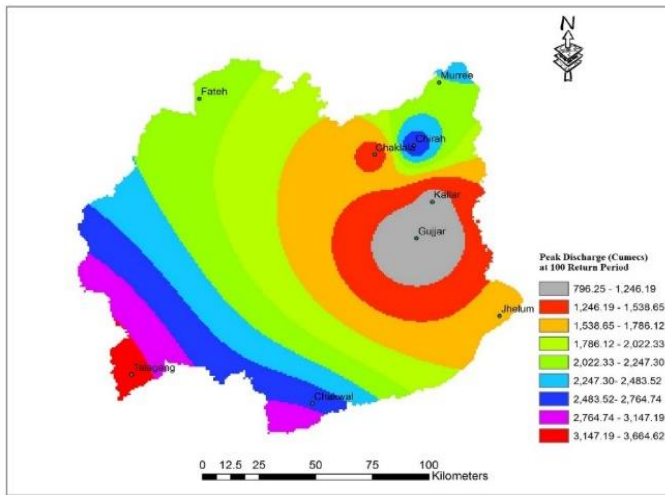 N
Murree
Fateh
Chirah
Chaklala
Kallar
Gujjar
Peak Discharge (Cumecs)
at 100 Return Period
796.25 - 1,246.19
1,246.19 - 1,538.65
1,538.65 - 1,786.12
1,786.12 - 2,022.33
2,022.33 - 2,247.30
2,247.30- 2,483.52
2,483.52- 2,764.74
2,764.74 - 3,147.19
3,147.19 - 3,664.62
Jhelum
Talagang
Chakwal
0 12.5 25 50 75 100
Kilometers